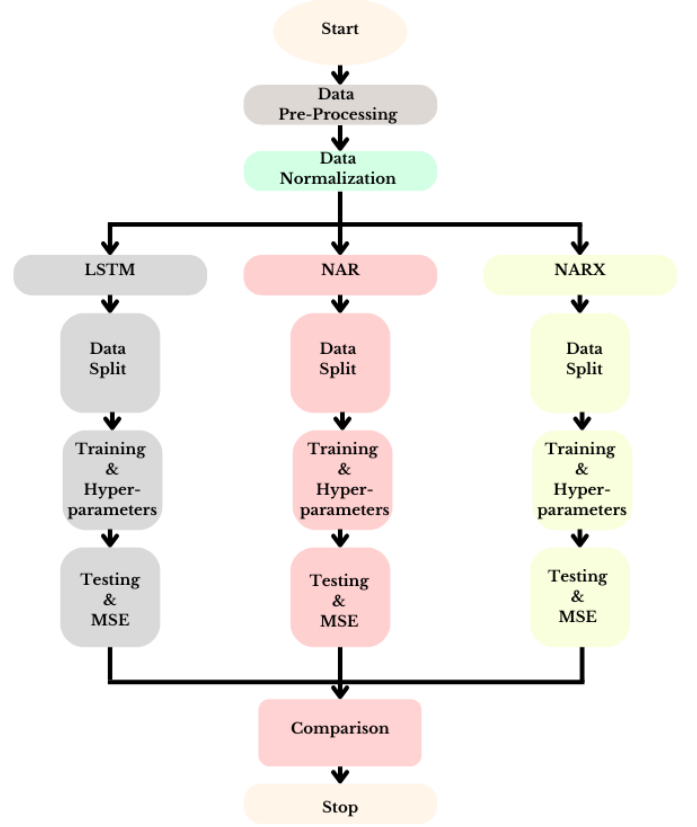 Start
Data
Pre-Processing
Data
Normalization
LSTM
NAR
NARX
Data
Split
Data
Split
Data
Split
Training
&
Hyper-
parameters
Training
&
Hyper-
parameters
Training
&
Hyper-
parameters
Testing
&
MSE
Testing
&
MSE
Testing
&
MSE
Comparison
Stop